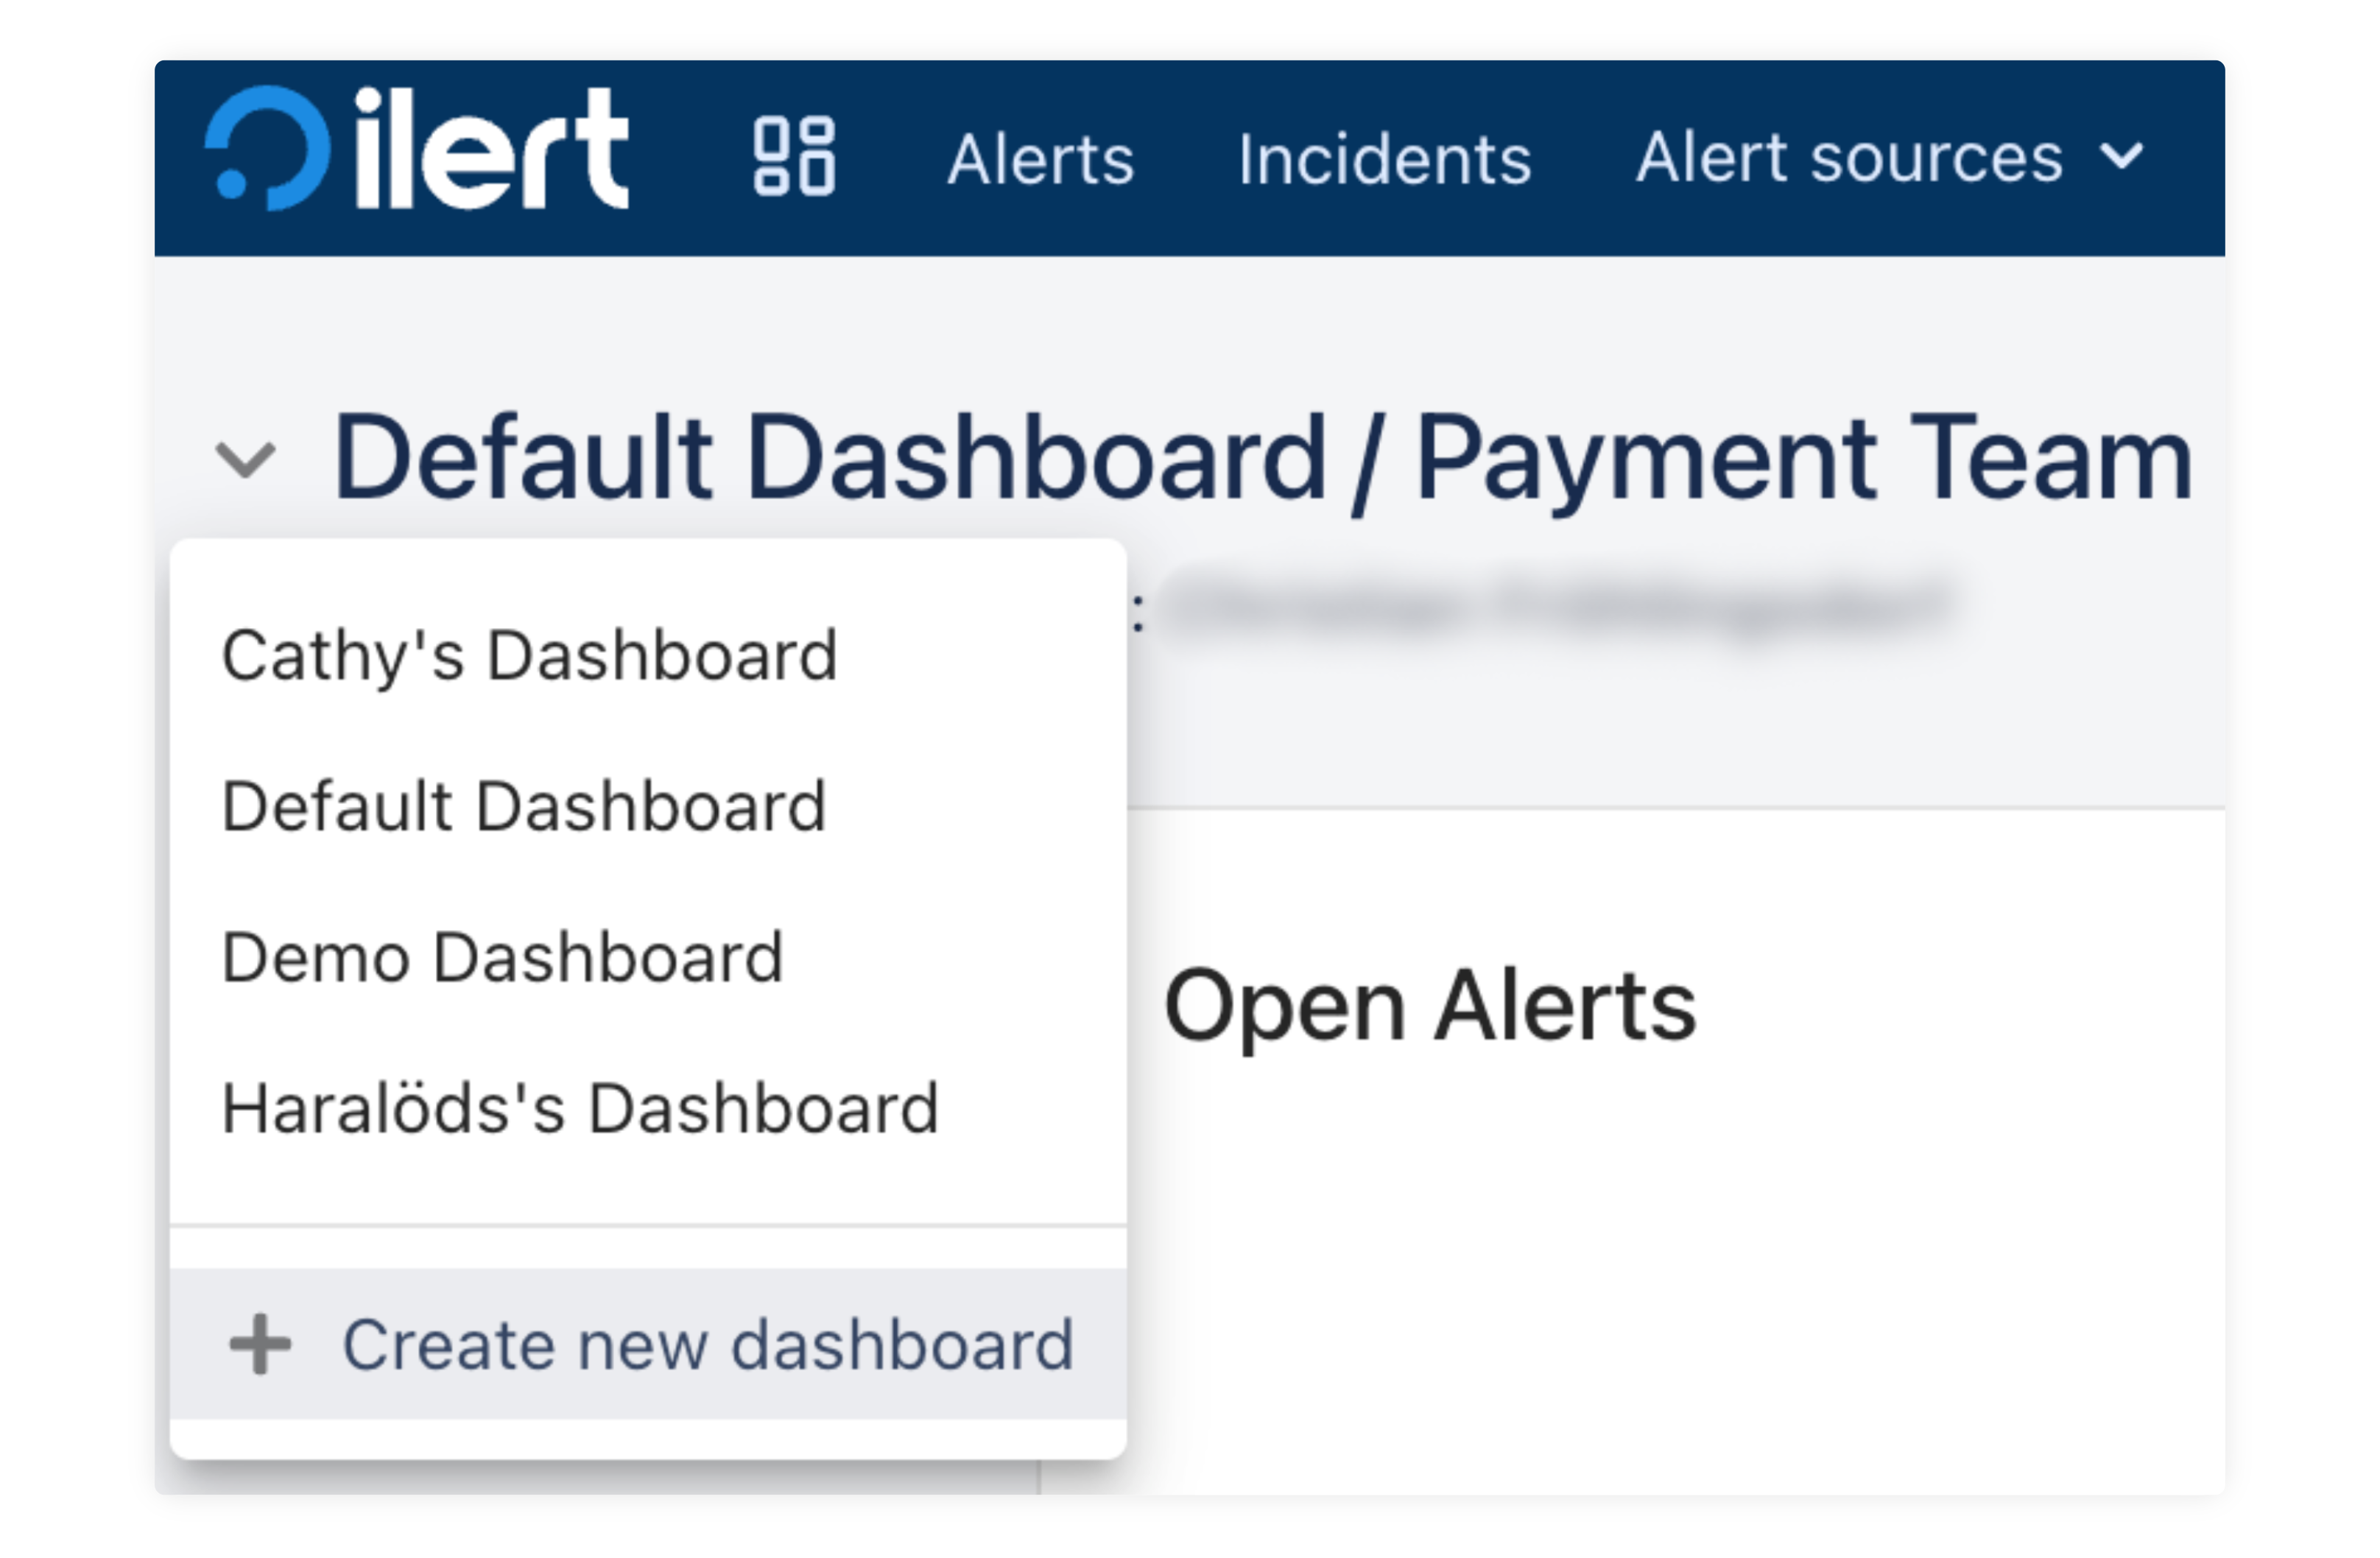 ilert Alerts Incidents Alert sources
Default Dashboard / Payment Team
:
Cathy's Dashboard
Default Dashboard
Demo Dashboard
Open Alerts
Haralöds's Dashboard
+ Create new dashboard